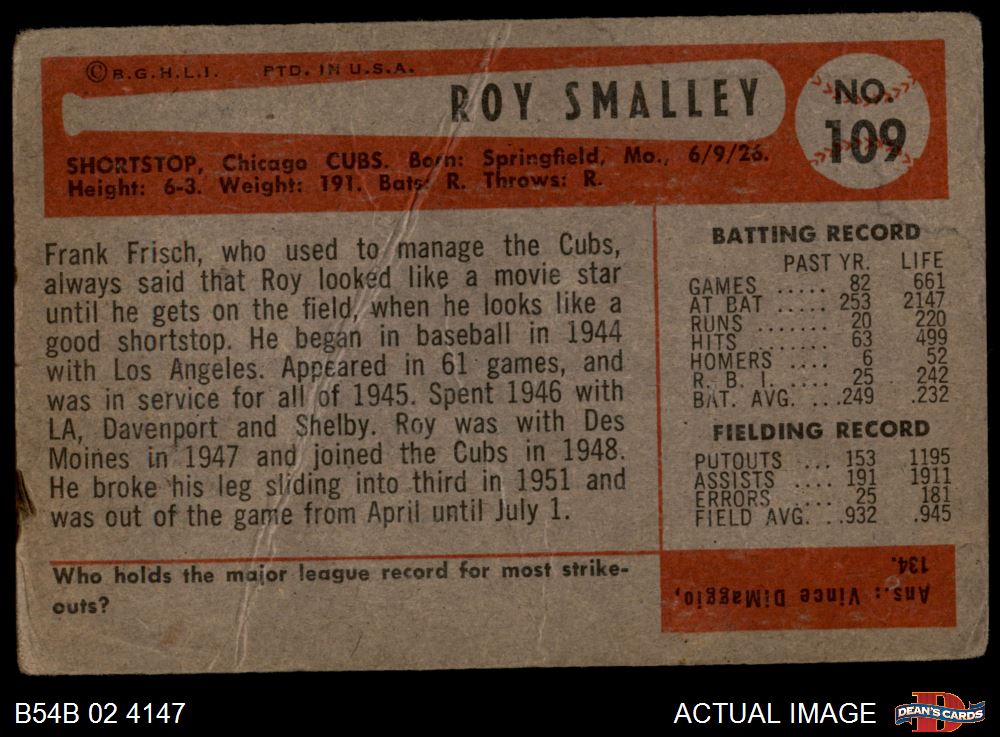 ©B.G.H.L.I. PTD. IN U.S.A.
ROY SMALLEY
NO.
109
SHORTSTOP, Chicago CUBS. Born: Springfield, Mo., 6/9/26.
Height: 6-3. Weight: 191. Bats: R. Throws: R.
Frank Frisch, who used to manage the Cubs,
always said that Roy looked like a movie star
until he gets on the field, when he looks like a
good shortstop. He began in baseball in 1944
with Los Angeles. Appeared in 61 games, and
was in service for all of 1945. Spent 1946 with
LA, Davenport and Shelby. Roy was with Des
Moines in 1947 and joined the Cubs in 1948.
He broke his leg sliding into third in 1951 and
was out of the game from April until July 1.
BATTING RECORD
PAST YR. LIFE
GAMES ..... 82 661
AT BAT ..... 253 2147
RUNS ....... 20 220
HITS ........ 63 499
HOMERS .... 6 52
R. B. I. .... 25 242
BAT. AVG. ... .249 .232
FIELDING RECORD
PUTOUTS ... 153 1195
ASSISTS .... 191 1911
ERRORS .... 25 181
FIELD AVG. . .932 .945
Who holds the major league record for most strike-
outs?
Ans.: Vince DiMaggio,
134.
B54B 02 4147
ACTUAL IMAGE
DEAN'S CARDS